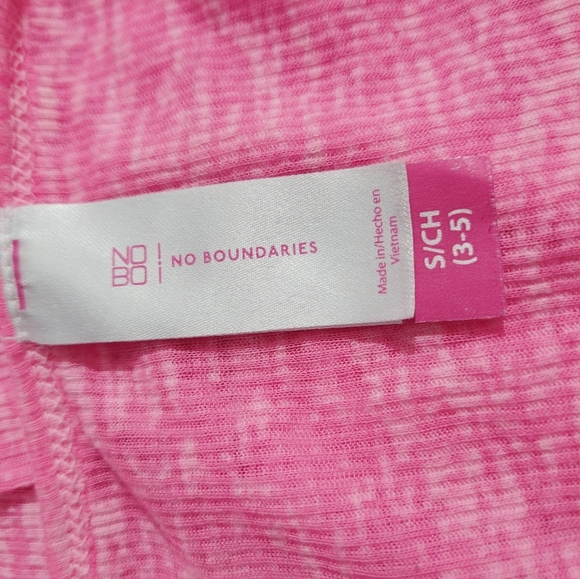 NO
BO
NO BOUNDARIES
Made in/Hecho en
Vietnam
S/CH
(3-5)